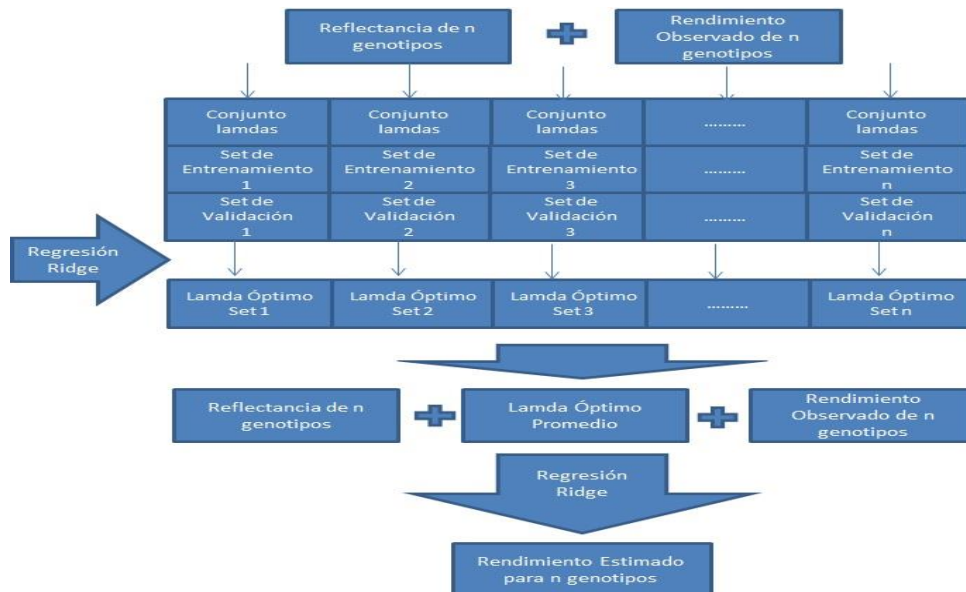 Reflectancia de n
genotipos
Rendimiento
Observado de n
genotipos
Conjunto
lamdas
Conjunto
lamdas
Conjunto
lamdas
.........
Conjunto
lamdas
Set de
Entrenamiento
1
Set de
Entrenamiento
2
Set de
Entrenamiento
3
.........
Set de
Entrenamiento
n
Set de
Validación
1
Set de
Validación
2
Set de
Validación
3
.........
Set de
Validación
n
Regresión
Ridge
Lamda Óptimo
Set 1
Lamda Óptimo
Set 2
Lamda Óptimo
Set 3
.........
Lamda Óptimo
Set n
Reflectancia de n
genotipos
Lamda Óptimo
Promedio
Rendimiento
Observado de n
genotipos
Regresión
Ridge
Rendimiento Estimado
para n genotipos